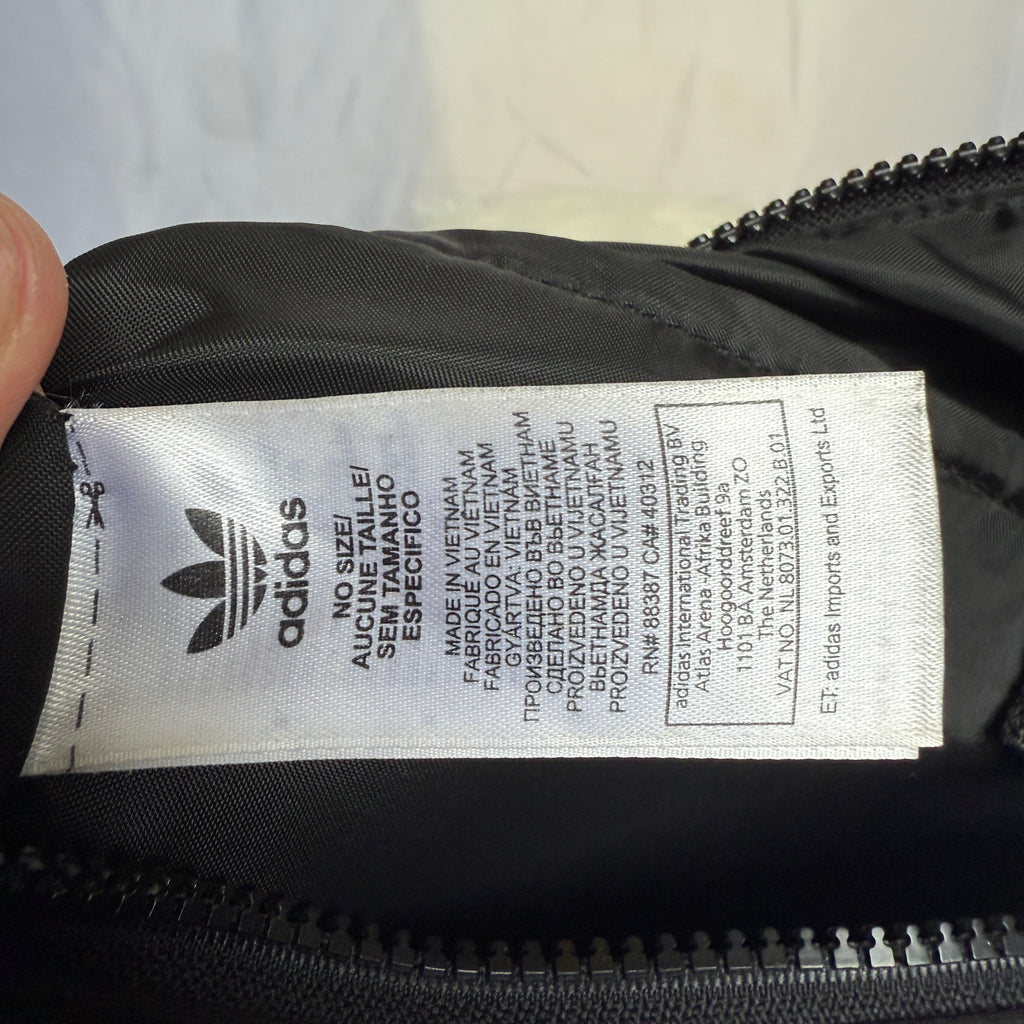 adidas
NO SIZE/
AUCUNE TAILLE/
SEM TAMANHO
ESPECIFICO
MADE IN VIETNAM
FABRIQUÉ AU VIETNAM
FABRICADO EN VIETNAM
GYÁRTVA VIETNAM
ПРОИЗВЕДЕНО ВЪВ ВИЕТНАМ
СДЕЛАНО ВО ВЬЕТНАМЕ
PROIZVEDENO U VIJETNAMU
ВЬЕТНАМДА ЖАСАЛҒАН
PROIZVEDENO U VIJETNAMU
RN# 88387 CA# 40312
adidas International Trading BV
Atlas Arena -Afrika Building
Hoogoorddreef 9a
1101 BA Amsterdam ZO
The Netherlands
VAT NO. NL 8073.01.322.B.01
ET: adidas Imports and Exports Ltd